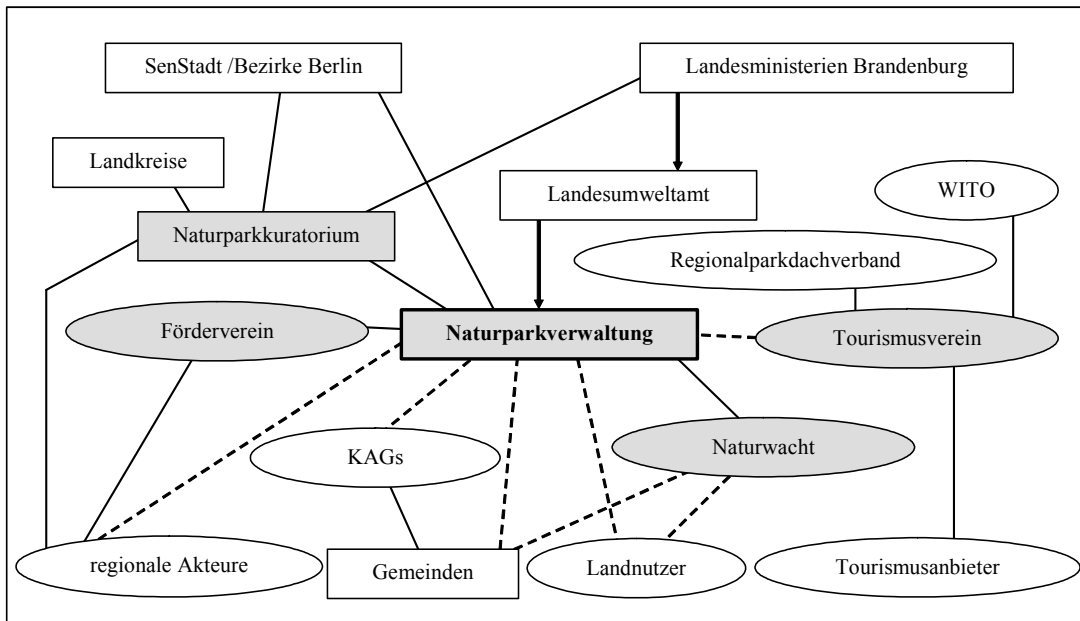 SenStadt /Bezirke Berlin
Landesministerien Brandenburg
Landkreise
Landesumweltamt
WITO
Naturparkkuratorium
Regionalparkdachverband
Förderverein
Naturparkverwaltung
Tourismusverein
KAGs
Naturwacht
regionale Akteure
Gemeinden
Landnutzer
Tourismusanbieter